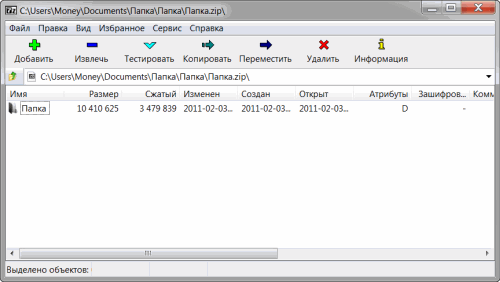 C:\Users\Money\Documents\Папка\Папка\Папка.zip\
Файл Правка Вид Избранное Сервис Справка
Добавить Извлечь Тестировать Копировать Переместить Удалить Информация
C:\Users\Money\Documents\Папка\Папка\Папка.zip\
Имя Размер Сжатый Изменен Создан Открыт Атрибуты Зашифров... Комм
Папка 10 410 625 3 479 839 2011-02-03... 2011-02-03... 2011-02-03... D -
Выделено объектов: